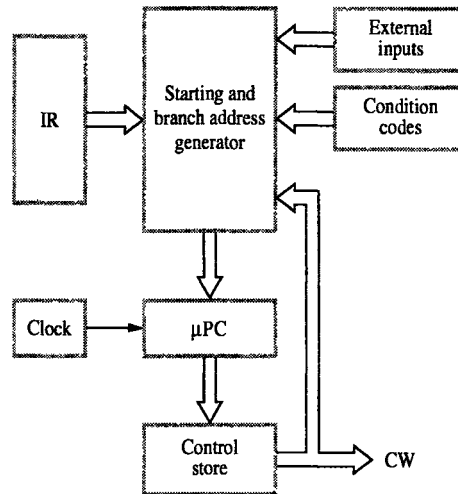 External
inputs
Starting and
branch address
generator
IR
Condition
codes
Clock
μPC
Control
store
CW